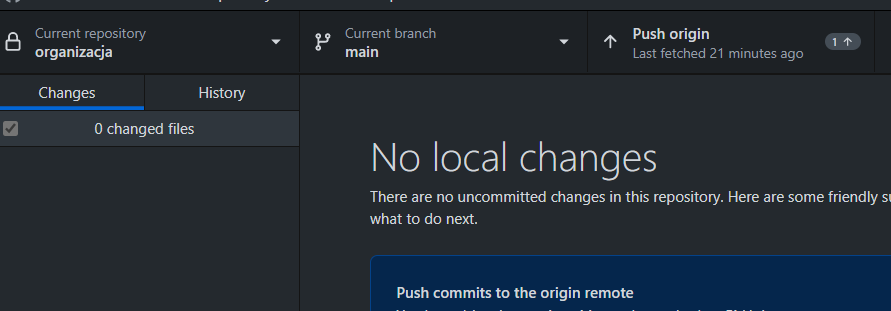 Current repository
organizacja
Current branch
main
Push origin
Last fetched 21 minutes ago
1
Changes
History
0 changed files
No local changes
There are no uncommitted changes in this repository. Here are some friendly
what to do next.
Push commits to the origin remote